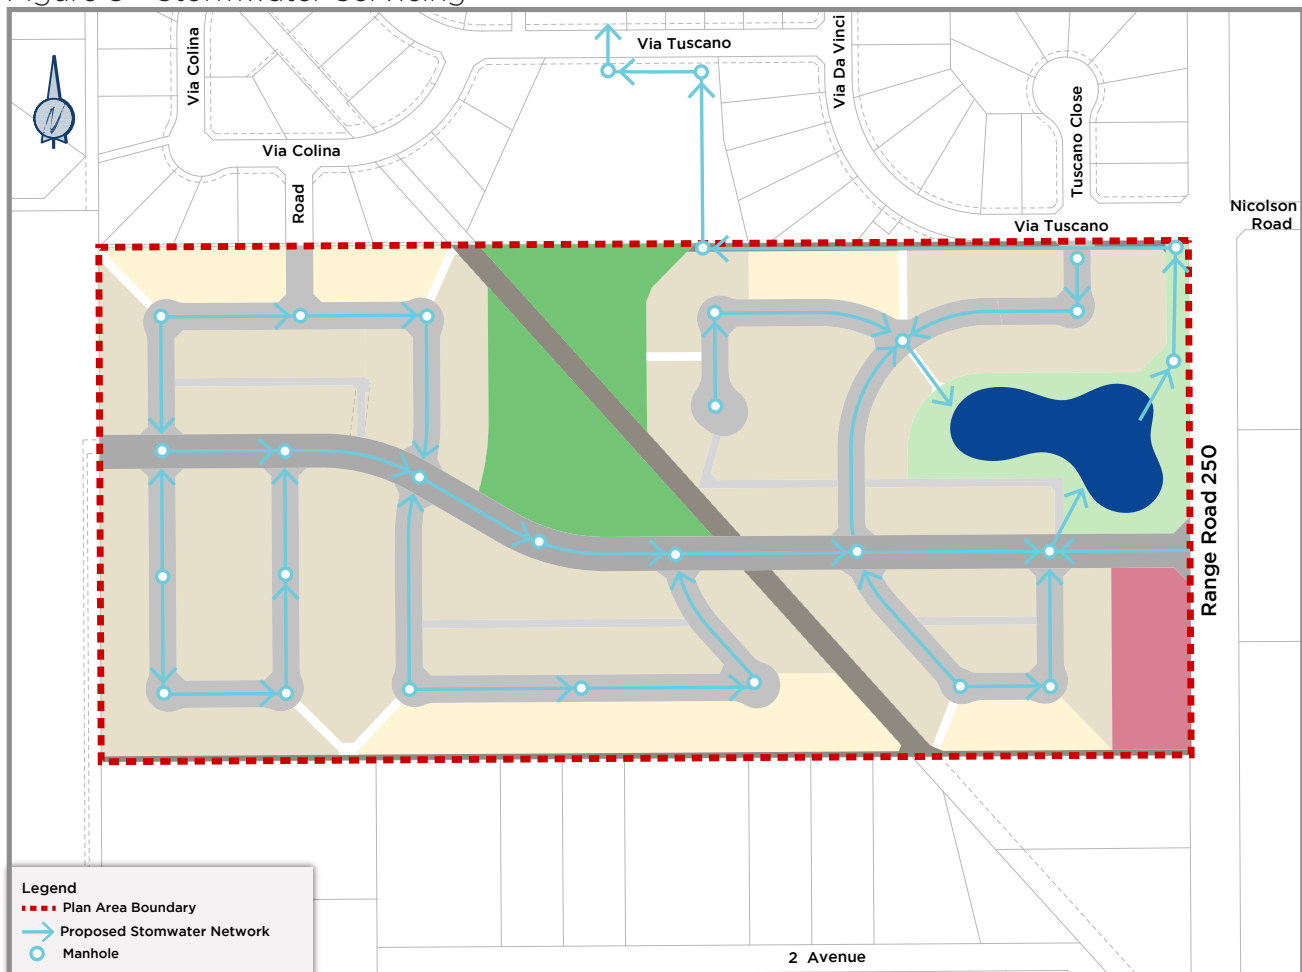 Via Tuscano
Via Colina
Via Da Vinci
Tuscano Close
Via Colina
Road
Nicolson
Road
Via Tuscano
N
Range Road 250
Legend
Plan Area Boundary
Proposed Stomwater Network
Manhole
2 Avenue